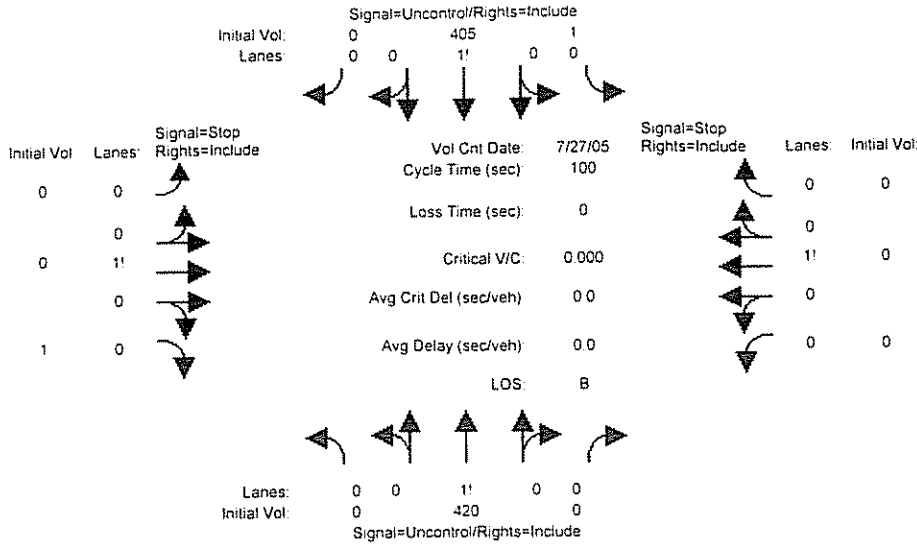 Signal=Uncontrol/Rights=Include
Initial Vol: 0 405 1
Lanes: 0 0 1! 0 0
Signal=Stop
Initial Vol Lanes: Rights=Include
0 0
0
0 1!
0
1 0
Vol Cnt Date: 7/27/05
Cycle Time (sec) 100
Loss Time (sec) 0
Critical V/C: 0.000
Avg Crit Del (sec/veh) 0.0
Avg Delay (sec/veh) 0.0
LOS: B
Signal=Stop
Rights=Include Lanes: Initial Vol:
0 0
0
1! 0
0
0 0
Lanes: 0 0 1! 0 0
Initial Vol: 0 420 0
Signal=Uncontrol/Rights=Include